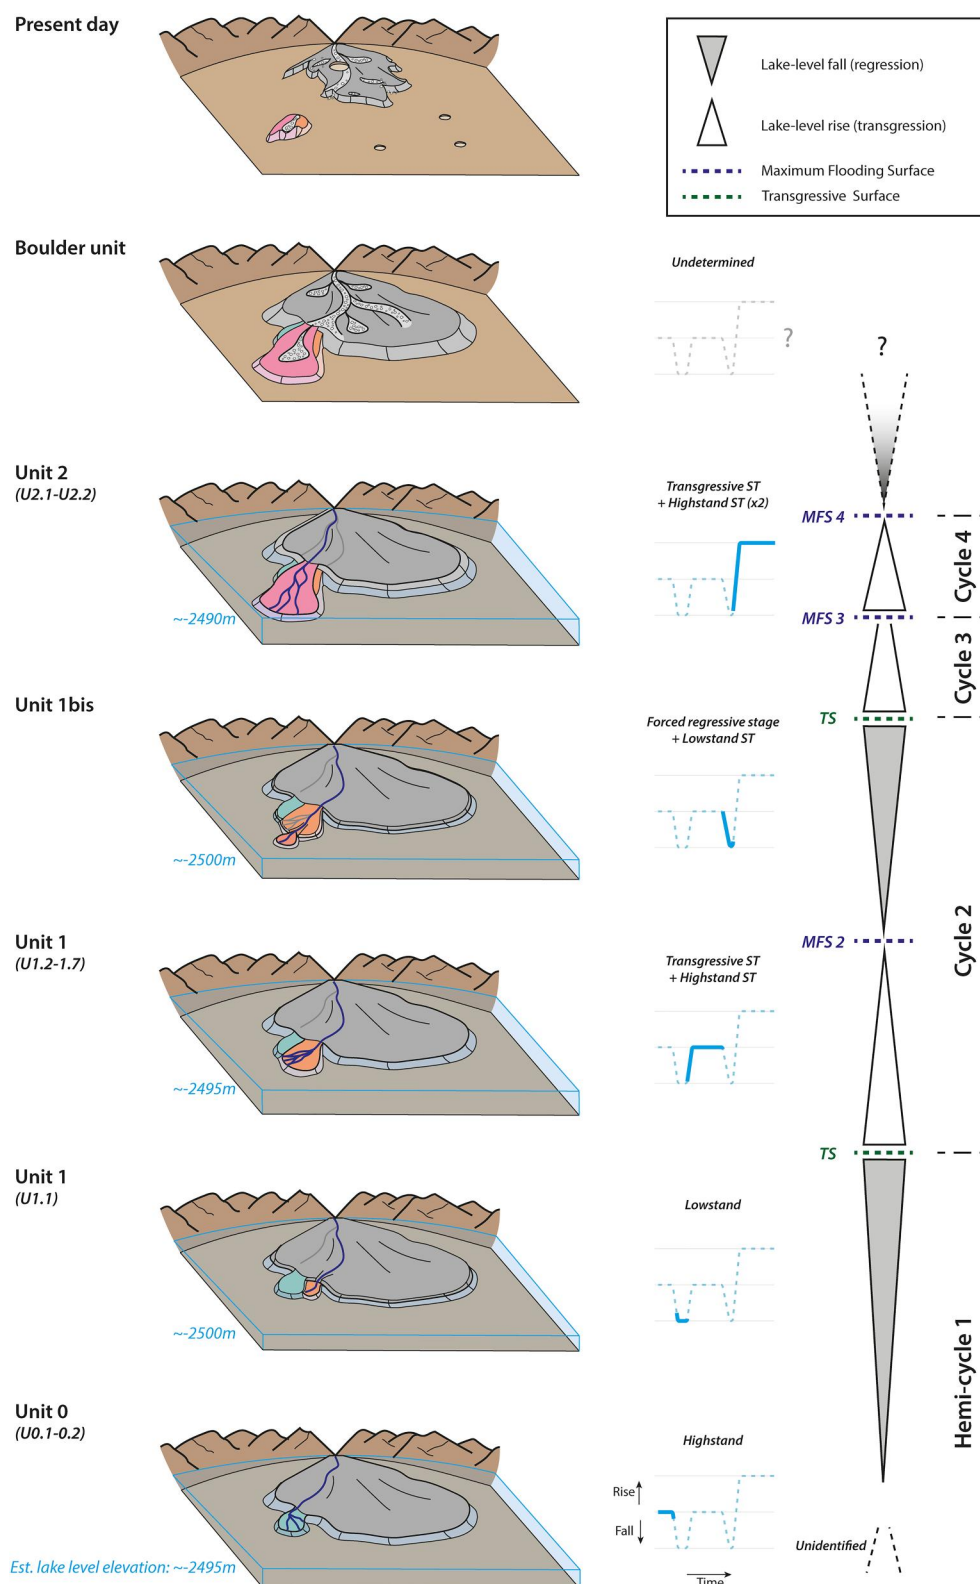 Present day
Lake-level fall (regression)
Lake-level rise (transgression)
Maximum Flooding Surface
Transgressive Surface
Boulder unit
Undetermined
?
?
Unit 2
(U2.1-U2.2)
Transgressive ST
+ Highstand ST (x2)
MFS 4
Cycle 4
~-2490m
MFS 3
Cycle 3
Unit 1bis
Forced regressive stage
+ Lowstand ST
TS
~-2500m
Cycle 2
Unit 1
(U1.2-1.7)
Transgressive ST
+ Highstand ST
MFS 2
~-2495m
TS
Unit 1
(U1.1)
Lowstand
~-2500m
Hemi-cycle 1
Unit 0
(U0.1-0.2)
Highstand
Rise
Fall
Unidentified
Est. lake level elevation: ~-2495m
Time